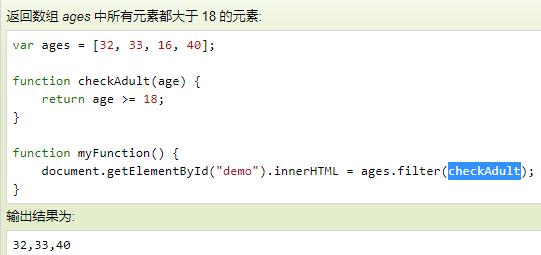 返回数组 ages 中所有元素都大于 18 的元素:
var ages = [32, 33, 16, 40];
function checkAdult(age) {
    return age >= 18;
}
function myFunction() {
    document.getElementById("demo").innerHTML = ages.filter(checkAdult);
}
输出结果为:
32,33,40